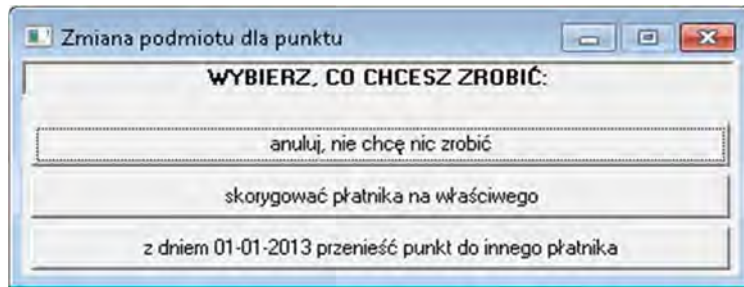 Zmiana podmiotu dla punktu
WYBIERZ, CO CHCESZ ZROBIĆ:
anuluj, nie chcę nic zrobić
skorygować płatnika na właściwego
z dniem 01-01-2013 przenieść punkt do innego płatnika